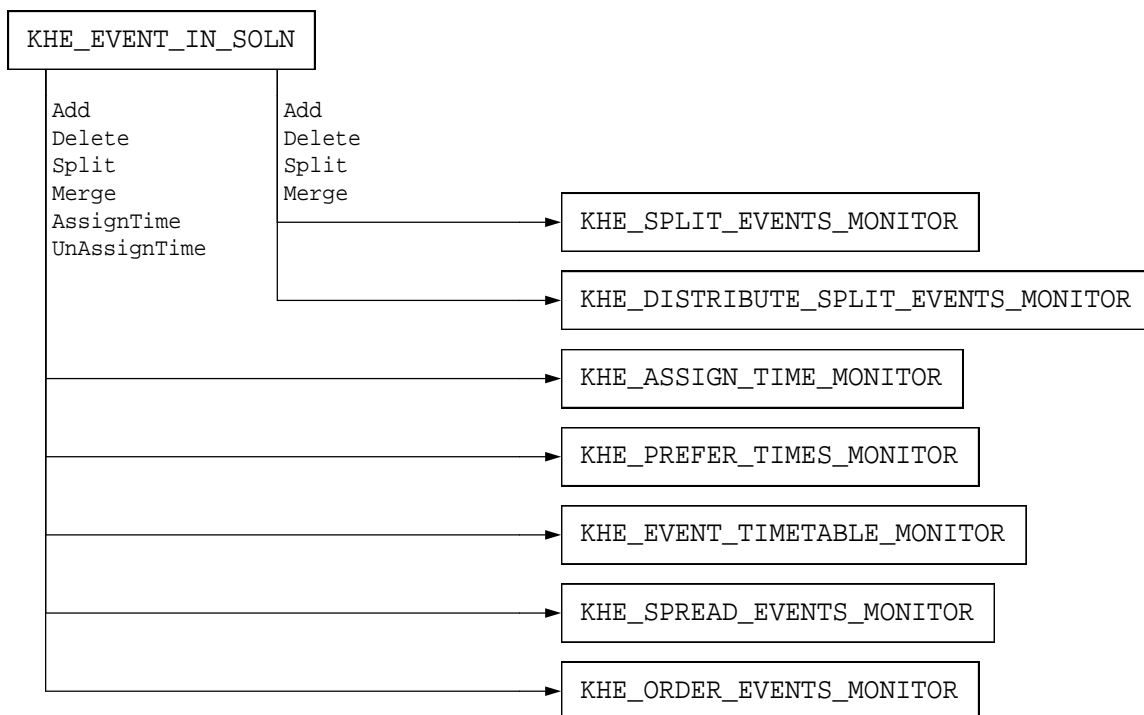 KHE_EVENT_IN_SOLN
Add
Delete
Split
Merge
AssignTime
UnAssignTime
Add
Delete
Split
Merge
KHE_SPLIT_EVENTS_MONITOR
KHE_DISTRIBUTE_SPLIT_EVENTS_MONITOR
KHE_ASSIGN_TIME_MONITOR
KHE_PREFER_TIMES_MONITOR
KHE_EVENT_TIMETABLE_MONITOR
KHE_SPREAD_EVENTS_MONITOR
KHE_ORDER_EVENTS_MONITOR